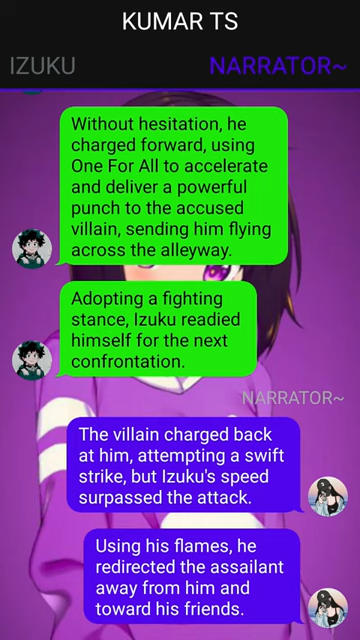 KUMAR TS
IZUKU
NARRATOR~
Without hesitation, he
charged forward, using
One For All to accelerate
and deliver a powerful
punch to the accused
villain, sending him flying
across the alleyway.
Adopting a fighting
stance, Izuku readied
himself for the next
confrontation.
NARRATOR~
The villain charged back
at him, attempting a swift
strike, but Izuku's speed
surpassed the attack.
Using his flames, he
redirected the assailant
away from him and
toward his friends.